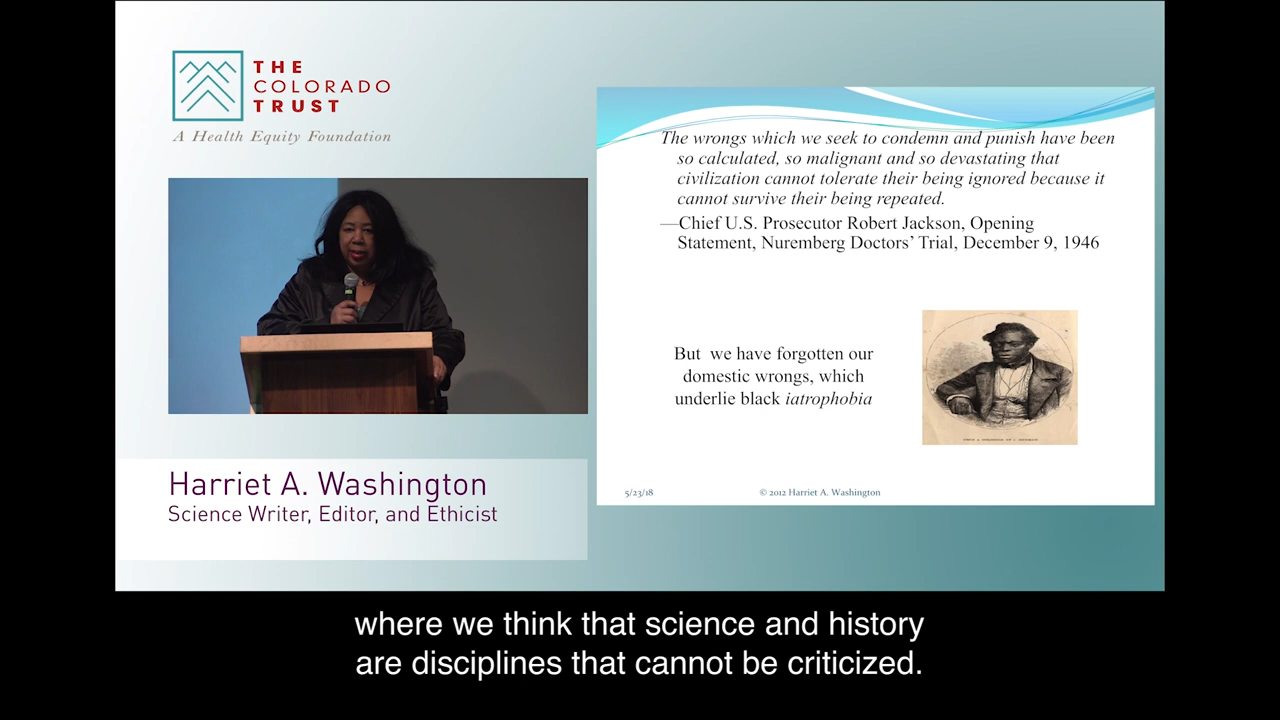 THE
COLORADO
TRUST
A Health Equity Foundation
The wrongs which we seek to condemn and punish have been
so calculated, so malignant and so devastating that
civilization cannot tolerate their being ignored because it
cannot survive their being repeated.
—Chief U.S. Prosecutor Robert Jackson, Opening
Statement, Nuremberg Doctors’ Trial, December 9, 1946
But we have forgotten our
domestic wrongs, which
underlie black iatrophobia
5/23/18
© 2012 Harriet A. Washington
Harriet A. Washington
Science Writer, Editor, and Ethicist
where we think that science and history
are disciplines that cannot be criticized.